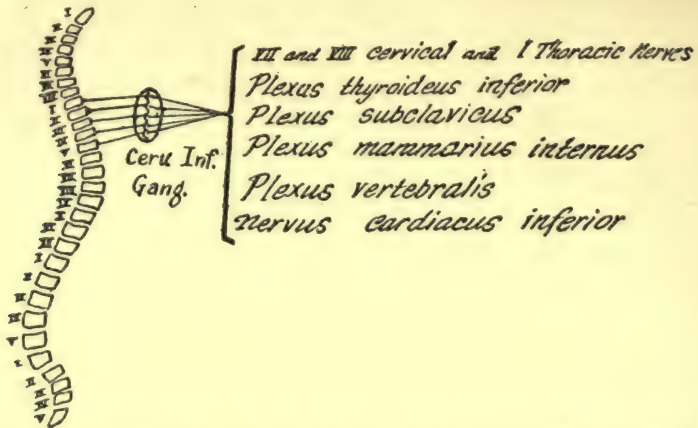 VII and VIII cervical and I Thoracic Nerves
Plexus thyroideus inferior
Plexus subclavicus
Plexus mammarius internus
Plexus vertebralis
nervus cardiacus inferior
Cerv Inf.
Gang.